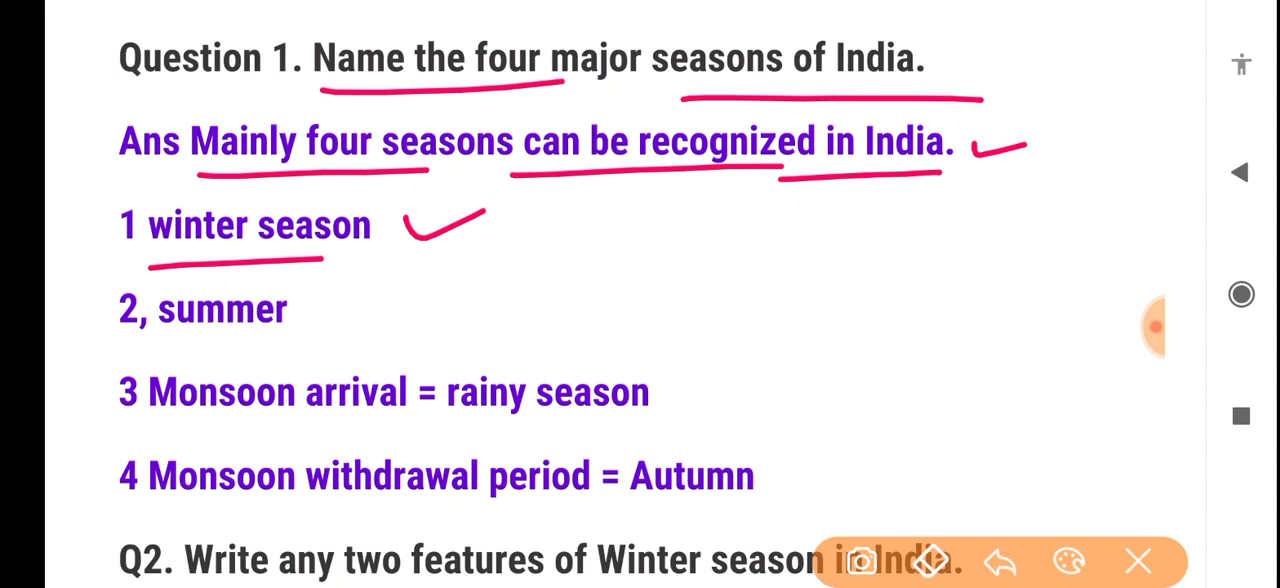 Question 1. Name the four major seasons of India.
Ans Mainly four seasons can be recognized in India.
1 winter season
2, summer
3 Monsoon arrival = rainy season
4 Monsoon withdrawal period = Autumn
Q2. Write any two features of Winter season in India.